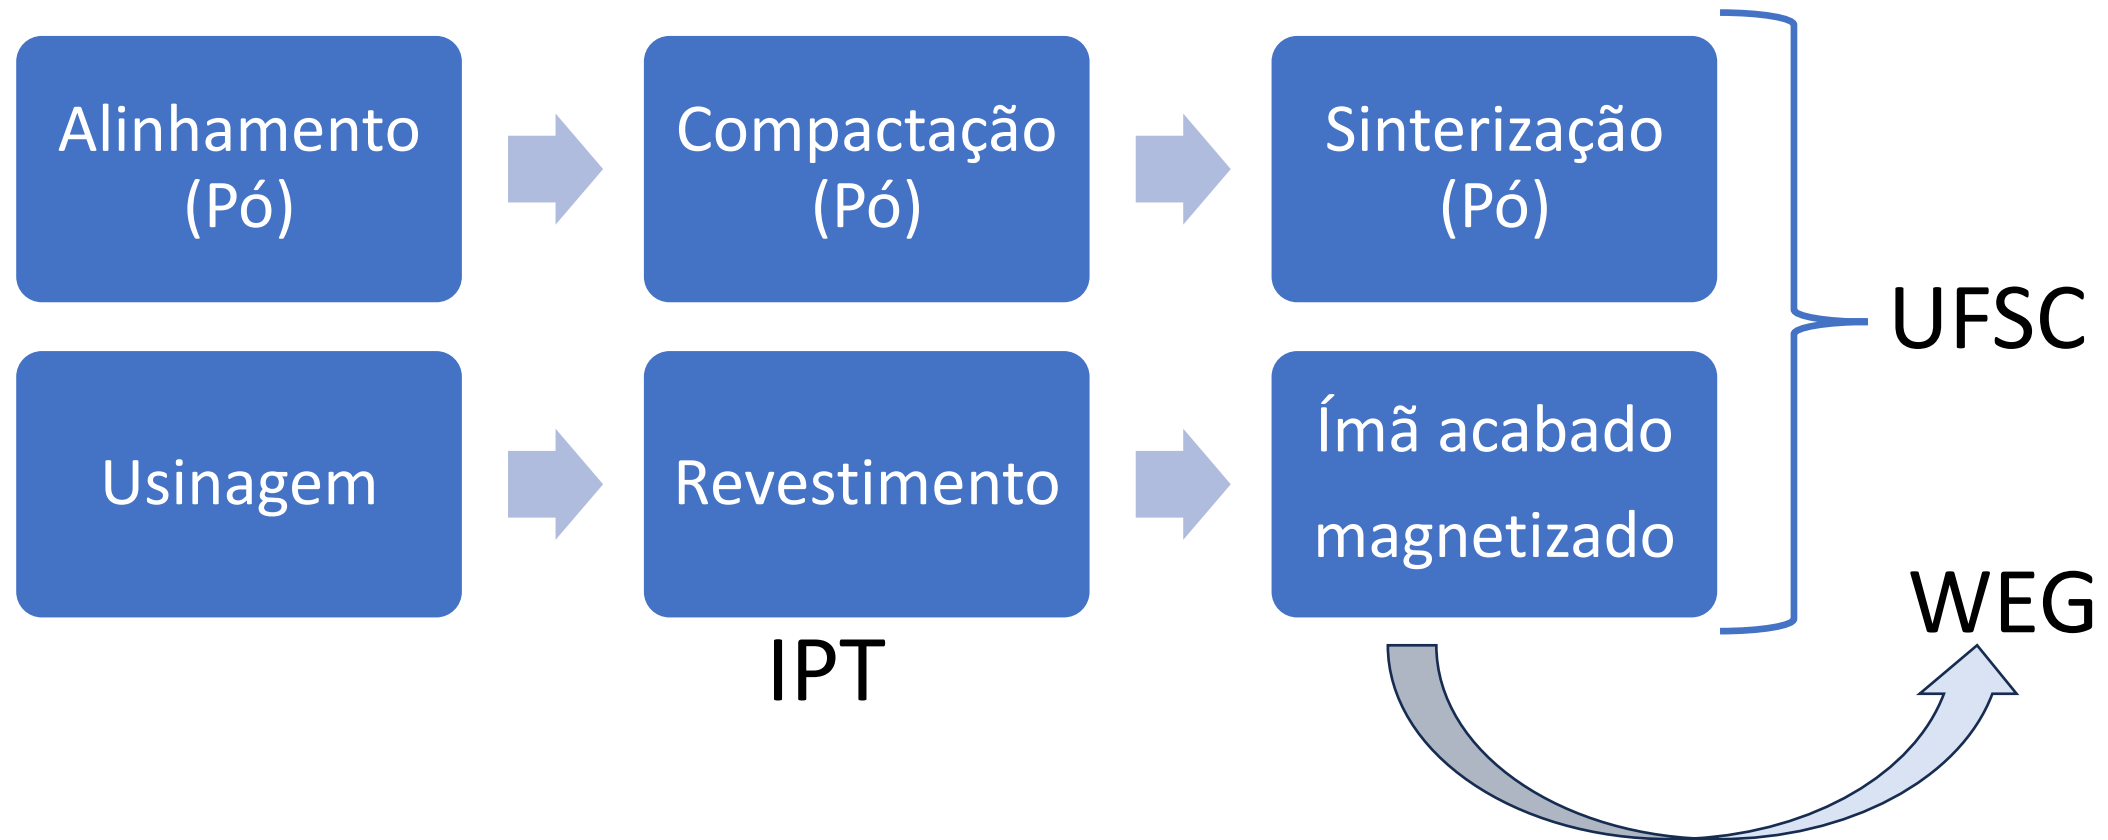 Alinhamento
(Pó)
Compactação
(Pó)
Sinterização
(Pó)
UFSC
Usinagem
Revestimento
Ímã acabado
magnetizado
WEG
IPT